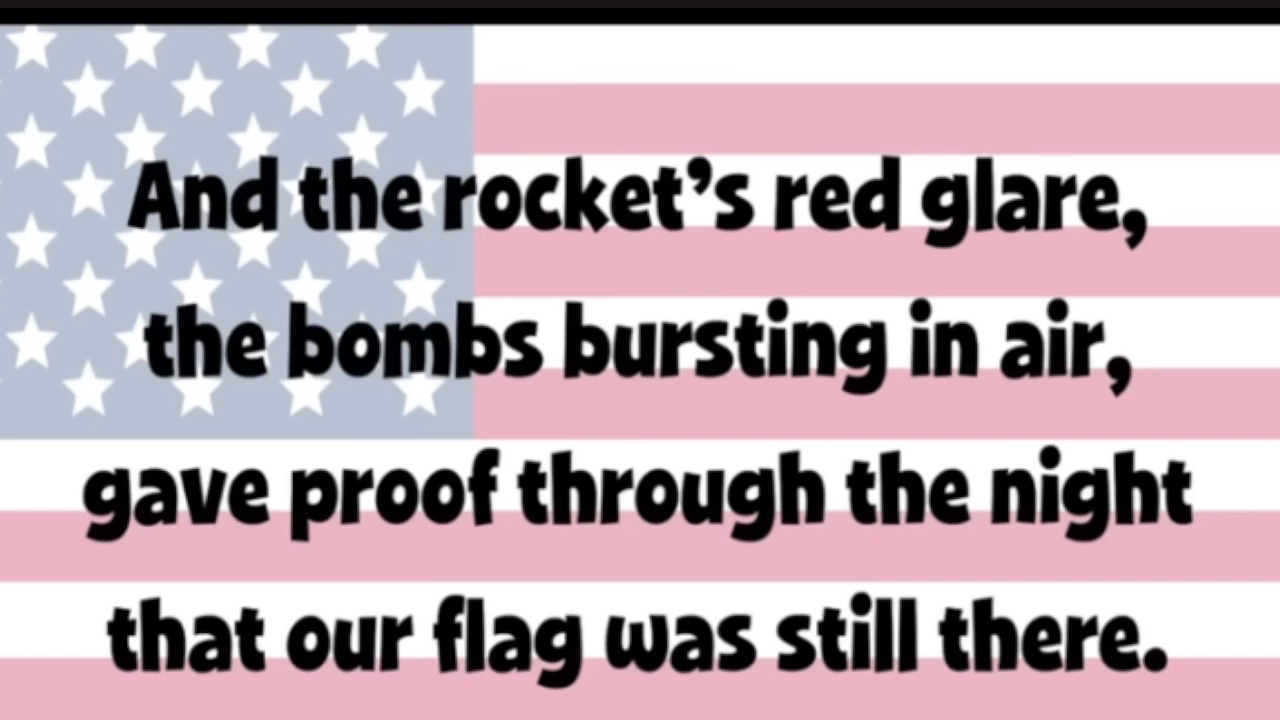 And the rocket’s red glare,
the bombs bursting in air,
gave proof through the night
that our flag was still there.